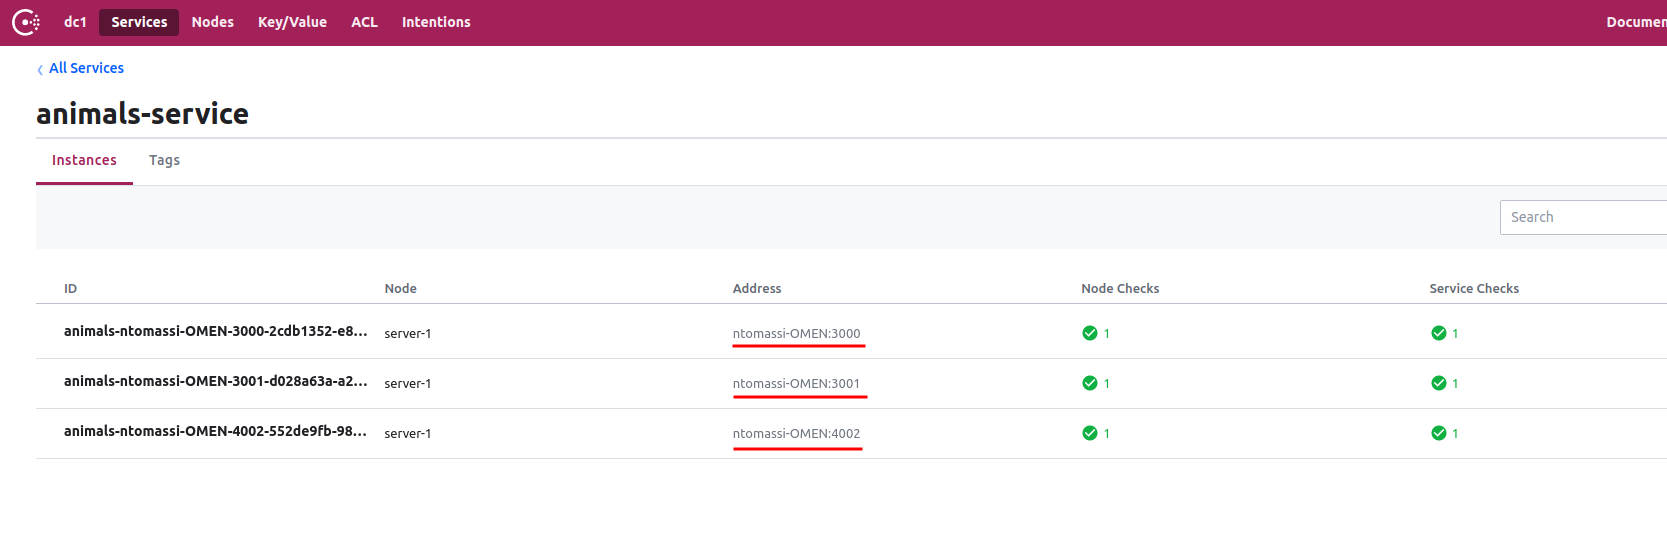 dc1 Services Nodes Key/Value ACL Intentions
All Services
animals-service
Instances Tags
Search
ID Node Address Node Checks Service Checks
animals-ntomassi-OMEN-3000-2cdb1352-e8... server-1 ntomassi-OMEN:3000 1 1
animals-ntomassi-OMEN-3001-d028a63a-a2... server-1 ntomassi-OMEN:3001 1 1
animals-ntomassi-OMEN-4002-552de9fb-98... server-1 ntomassi-OMEN:4002 1 1